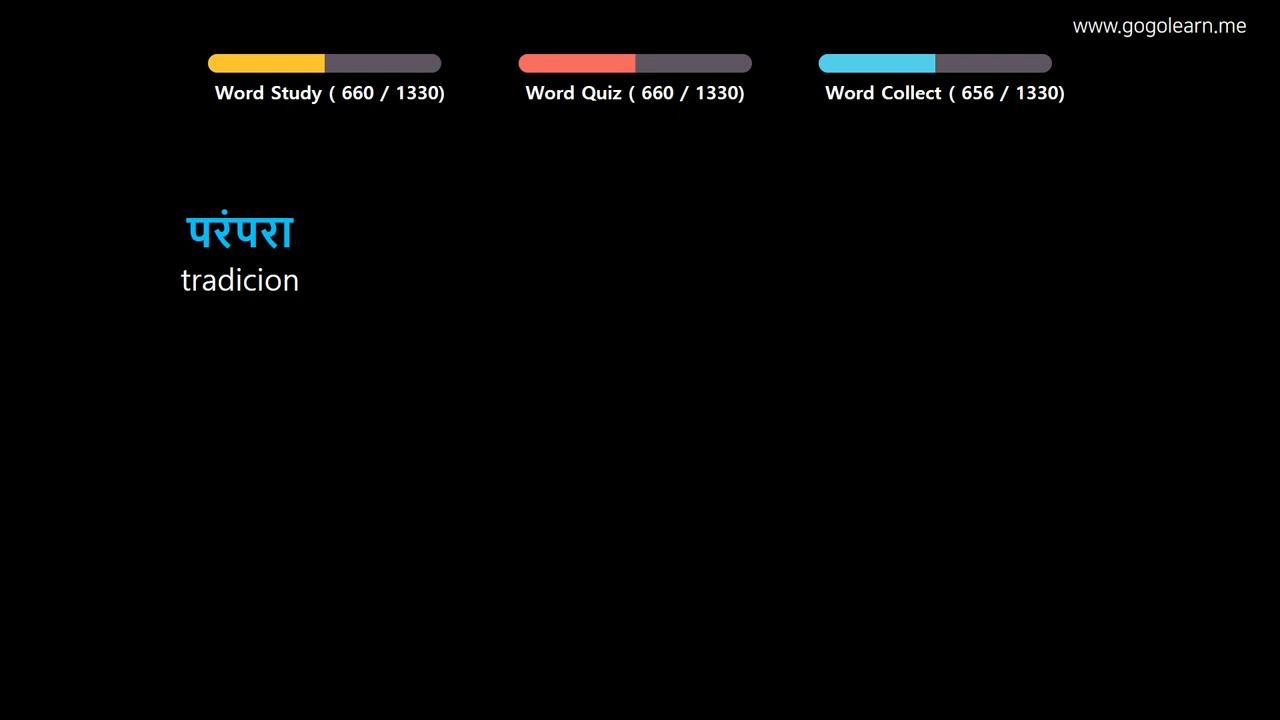 www.gogolearn.me
Word Study ( 660 / 1330)
Word Quiz ( 660 / 1330)
Word Collect ( 656 / 1330)
परंपरा
tradicion